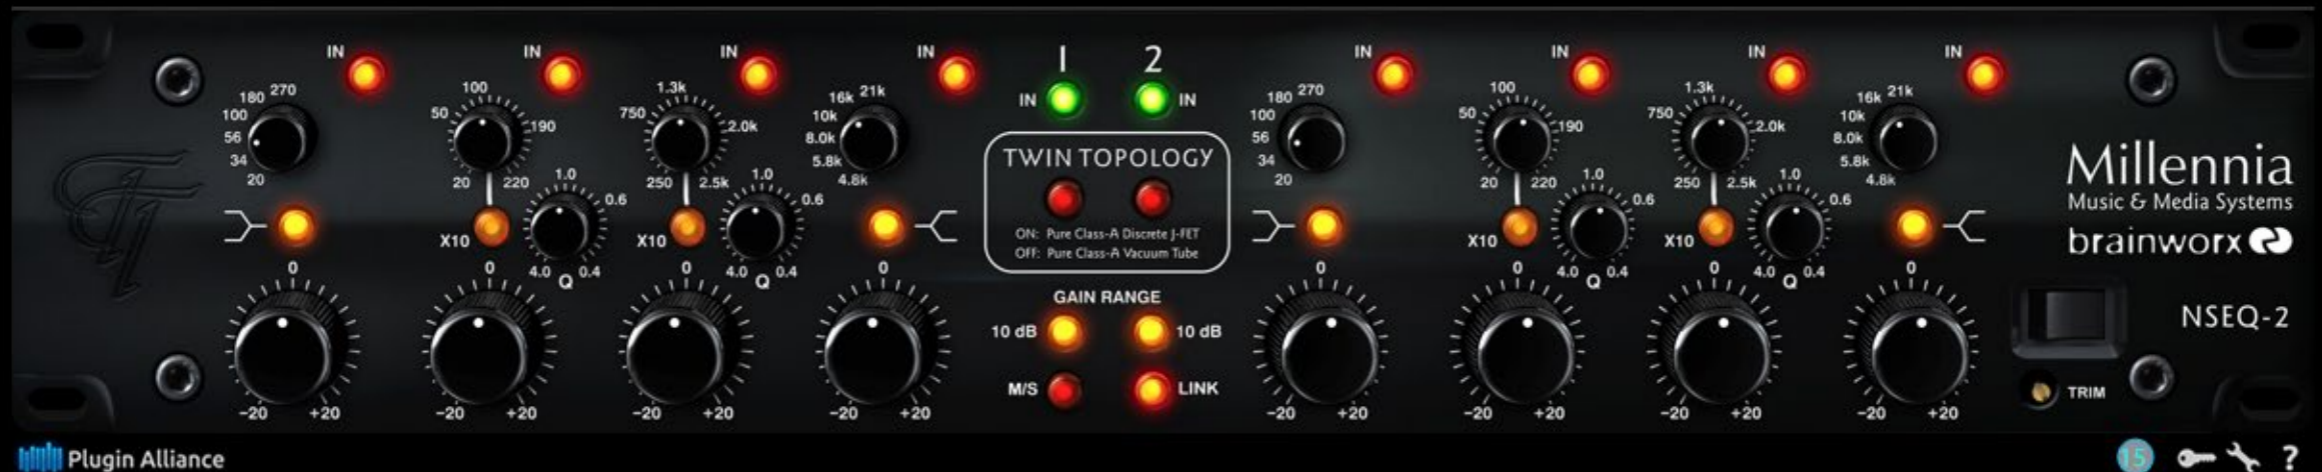 IN IN IN IN 1 2 IN IN IN IN
IN IN
20 34 56 100 180 270
20 50 100 190 220
250 750 1.3k 2.0k 2.5k
4.8k 5.8k 8.0k 10k 16k 21k
X10
4.0 1.0 0.6 0.4
Q
X10
4.0 1.0 0.6 0.4
Q
0 0 0 0
-20 +20 -20 +20 -20 +20 -20 +20
TWIN TOPOLOGY
ON: Pure Class-A Discrete J-FET
OFF: Pure Class-A Vacuum Tube
GAIN RANGE
10 dB 10 dB
M/S LINK
20 34 56 100 180 270
20 50 100 190 220
250 750 1.3k 2.0k 2.5k
4.8k 5.8k 8.0k 10k 16k 21k
X10
4.0 1.0 0.6 0.4
Q
X10
4.0 1.0 0.6 0.4
Q
0 0 0 0
-20 +20 -20 +20 -20 +20 -20 +20
Millennia
Music & Media Systems
brainworx
NSEQ-2
TRIM
Plugin Alliance
15 ?